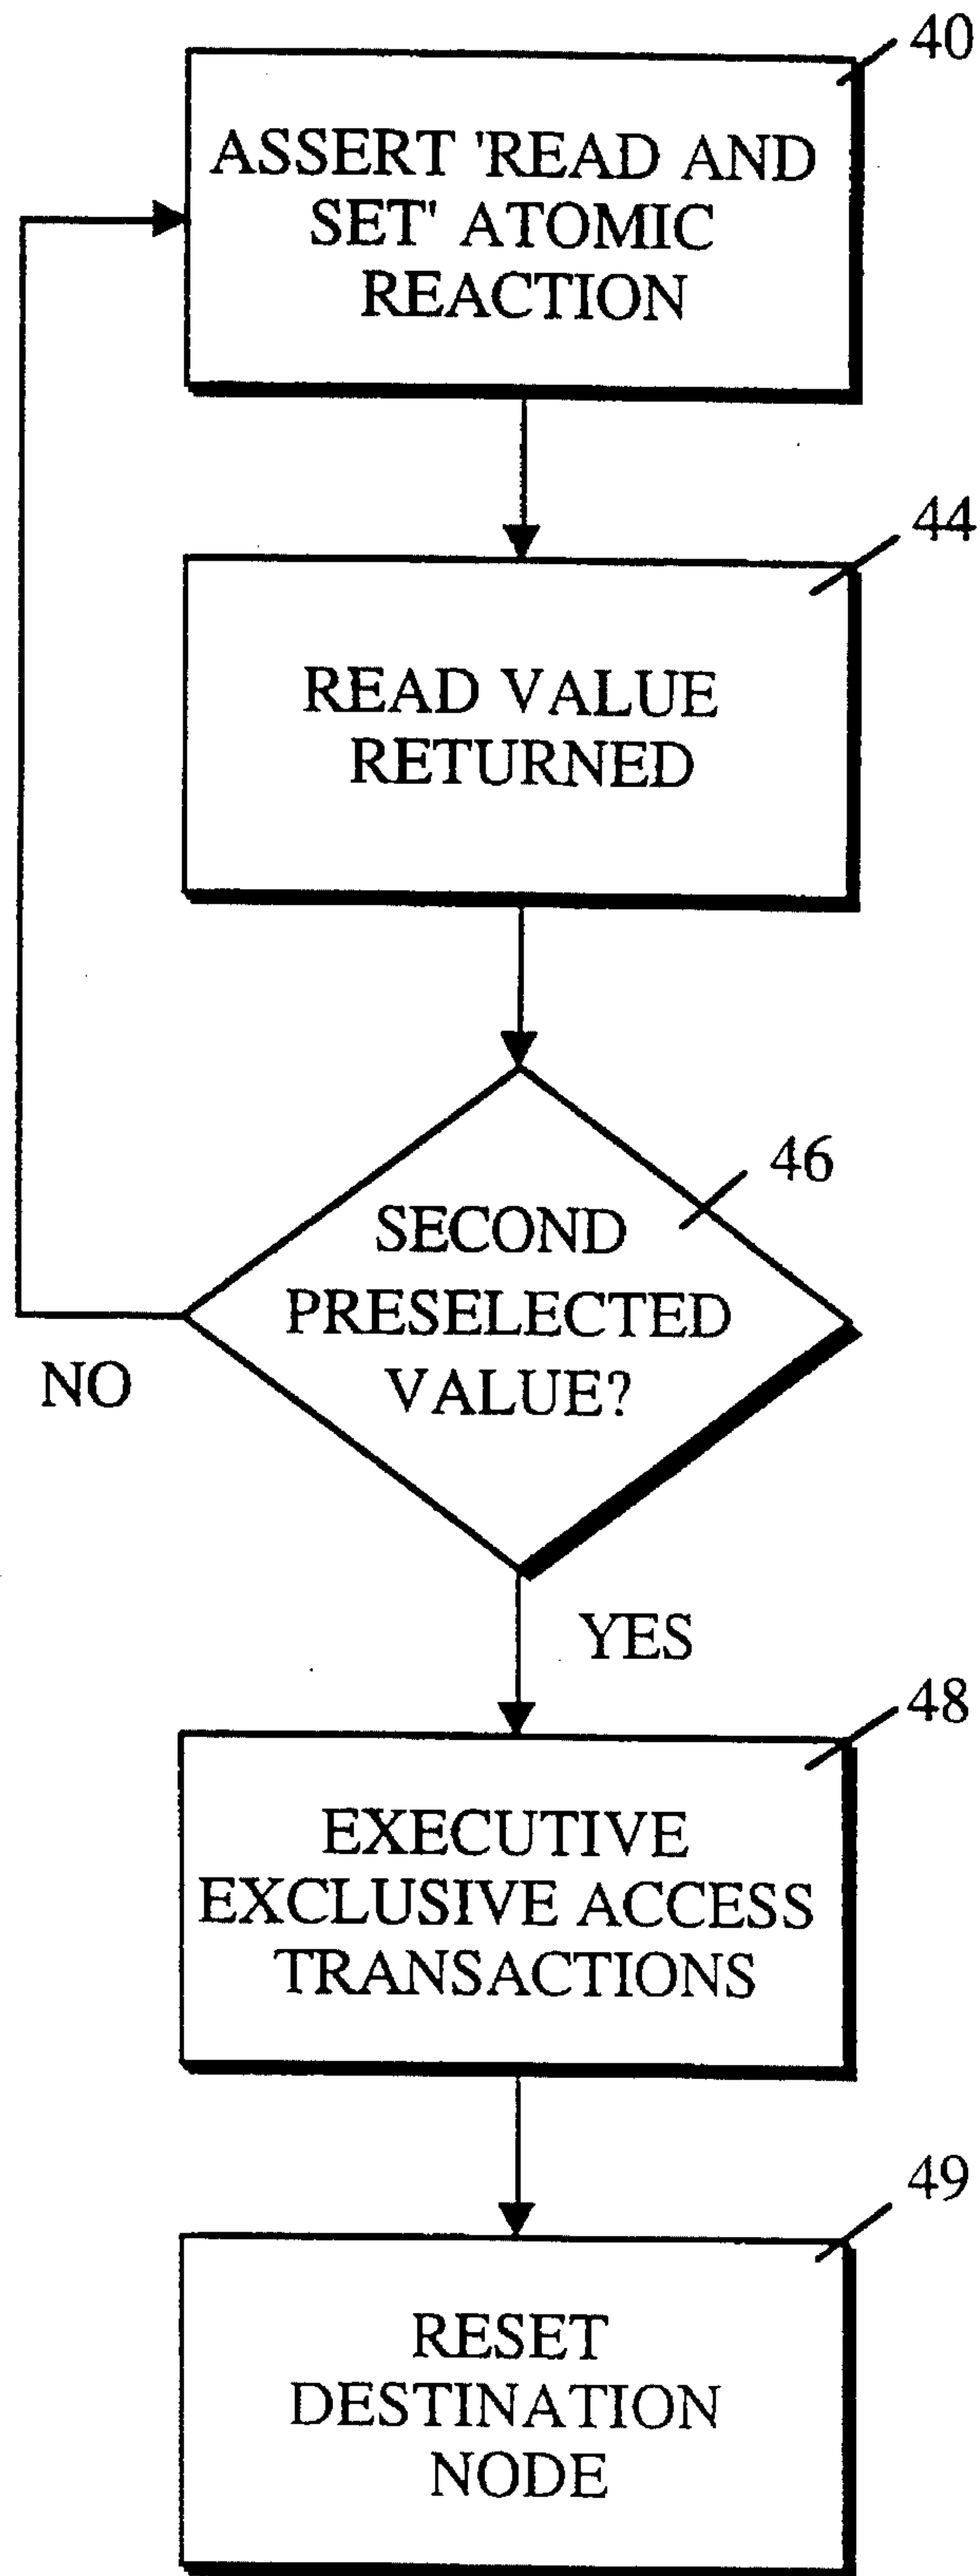 40
ASSERT 'READ AND
SET' ATOMIC
REACTION
44
READ VALUE
RETURNED
46
SECOND
PRESELECTED
VALUE?
NO
YES
48
EXECUTIVE
EXCLUSIVE ACCESS
TRANSACTIONS
49
RESET
DESTINATION
NODE